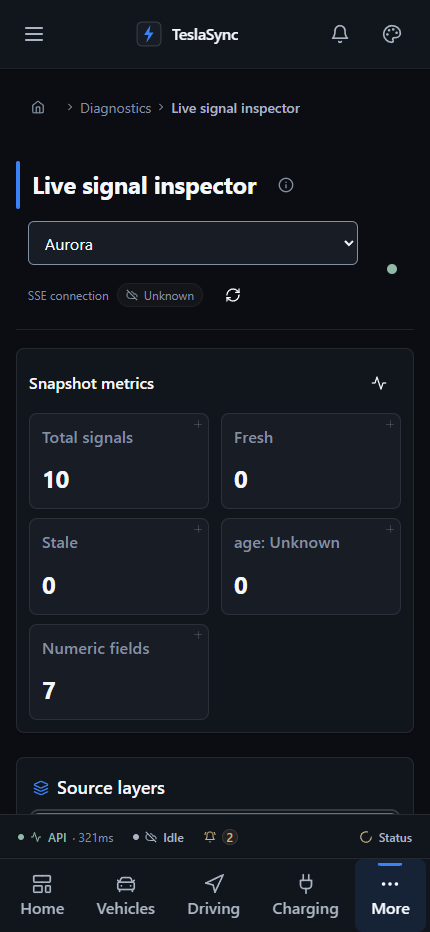 TeslaSync
Diagnostics Live signal inspector
Live signal inspector
Aurora
SSE connection Unknown
Snapshot metrics
Total signals
10
Fresh
0
Stale
0
age: Unknown
0
Numeric fields
7
Source layers
API · 321ms Idle 2 Status
Home Vehicles Driving Charging More